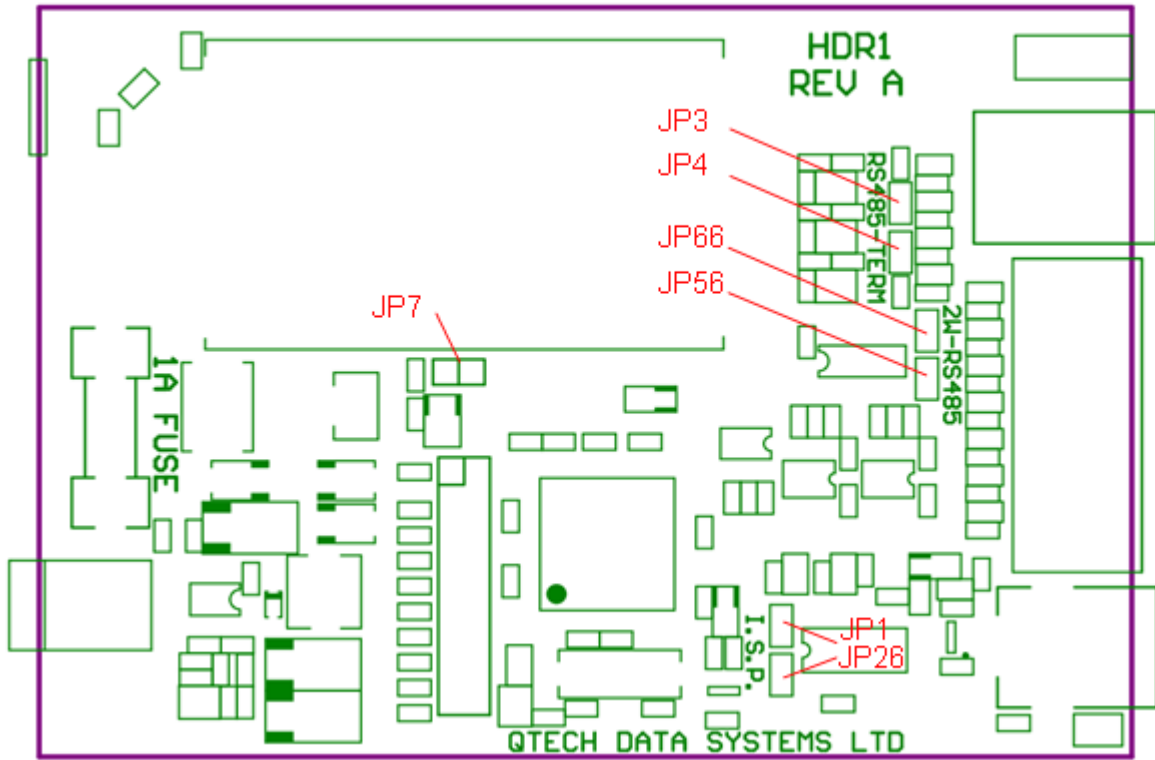 HDR1
REV A
JP3
JP4
JP66
JP56
JP7
RS485-TERM
2W-RS485
1A FUSE
I.S.P.
JP1
JP26
QTECH DATA SYSTEMS LTD